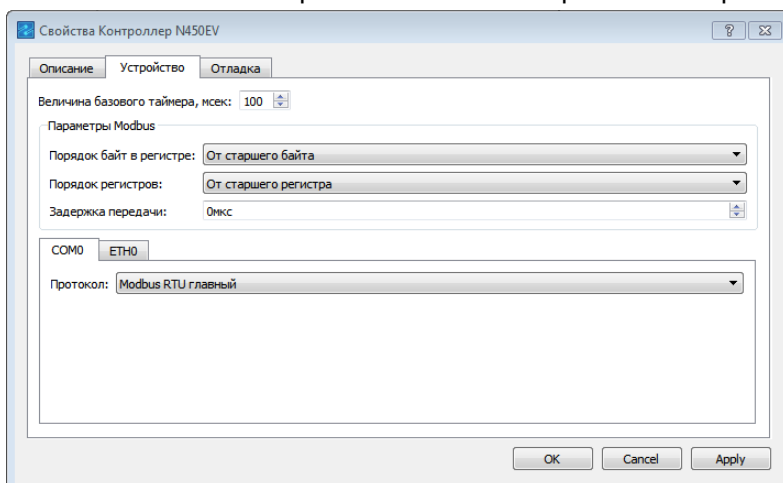 Свойства Контроллер N450EV
Описание Устройство Отладка
Величина базового таймера, мсек: 100
Параметры Modbus
Порядок байт в регистре: От старшего байта
Порядок регистров: От старшего регистра
Задержка передачи: 0мкс
COM0 ETH0
Протокол: Modbus RTU главный
OK Cancel Apply